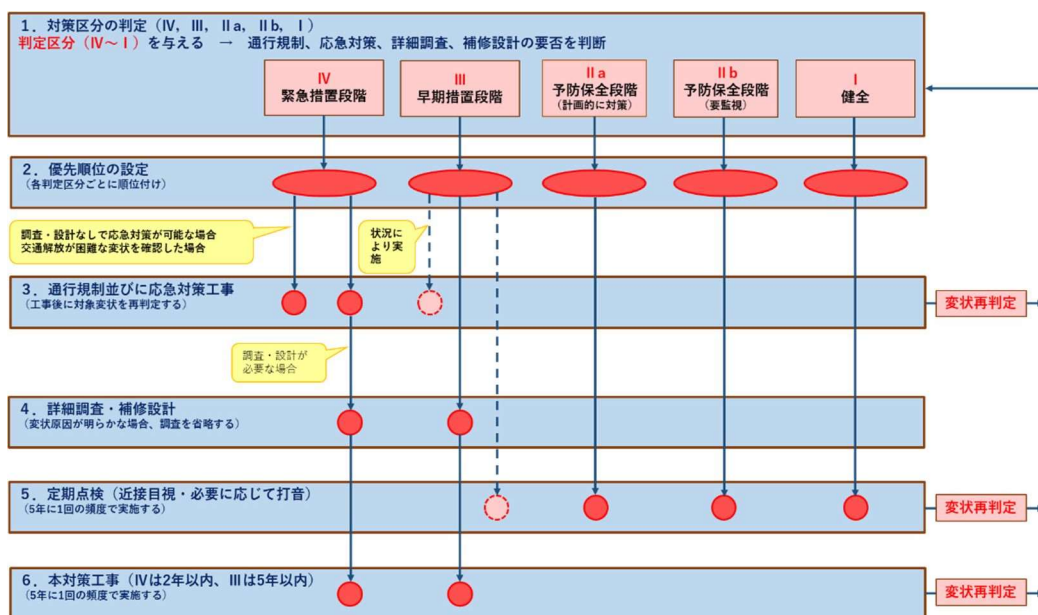 1．対策区分の判定（Ⅳ，Ⅲ，Ⅱa，Ⅱb，Ⅰ）
判定区分（Ⅳ～Ⅰ）を与える　→　通行規制、応急対策、詳細調査、補修設計の要否を判断
Ⅳ
緊急措置段階
Ⅲ
早期措置段階
Ⅱa
予防保全段階
（計画的に対策）
Ⅱb
予防保全段階
（要監視）
Ⅰ
健全
2．優先順位の設定
（各判定区分ごとに順位付け）
調査・設計なしで応急対策が可能な場合
交通解放が困難な変状を確認した場合
状況に
より実
施
3．通行規制並びに応急対策工事
（工事後に対象変状を再判定する）
変状再判定
調査・設計が
必要な場合
4．詳細調査・補修設計
（変状原因が明らかな場合、調査を省略する）
5．定期点検（近接目視・必要に応じて打音）
（5年に1回の頻度で実施する）
変状再判定
6．本対策工事（Ⅳは2年以内、Ⅲは5年以内）
（5年に1回の頻度で実施する）
変状再判定